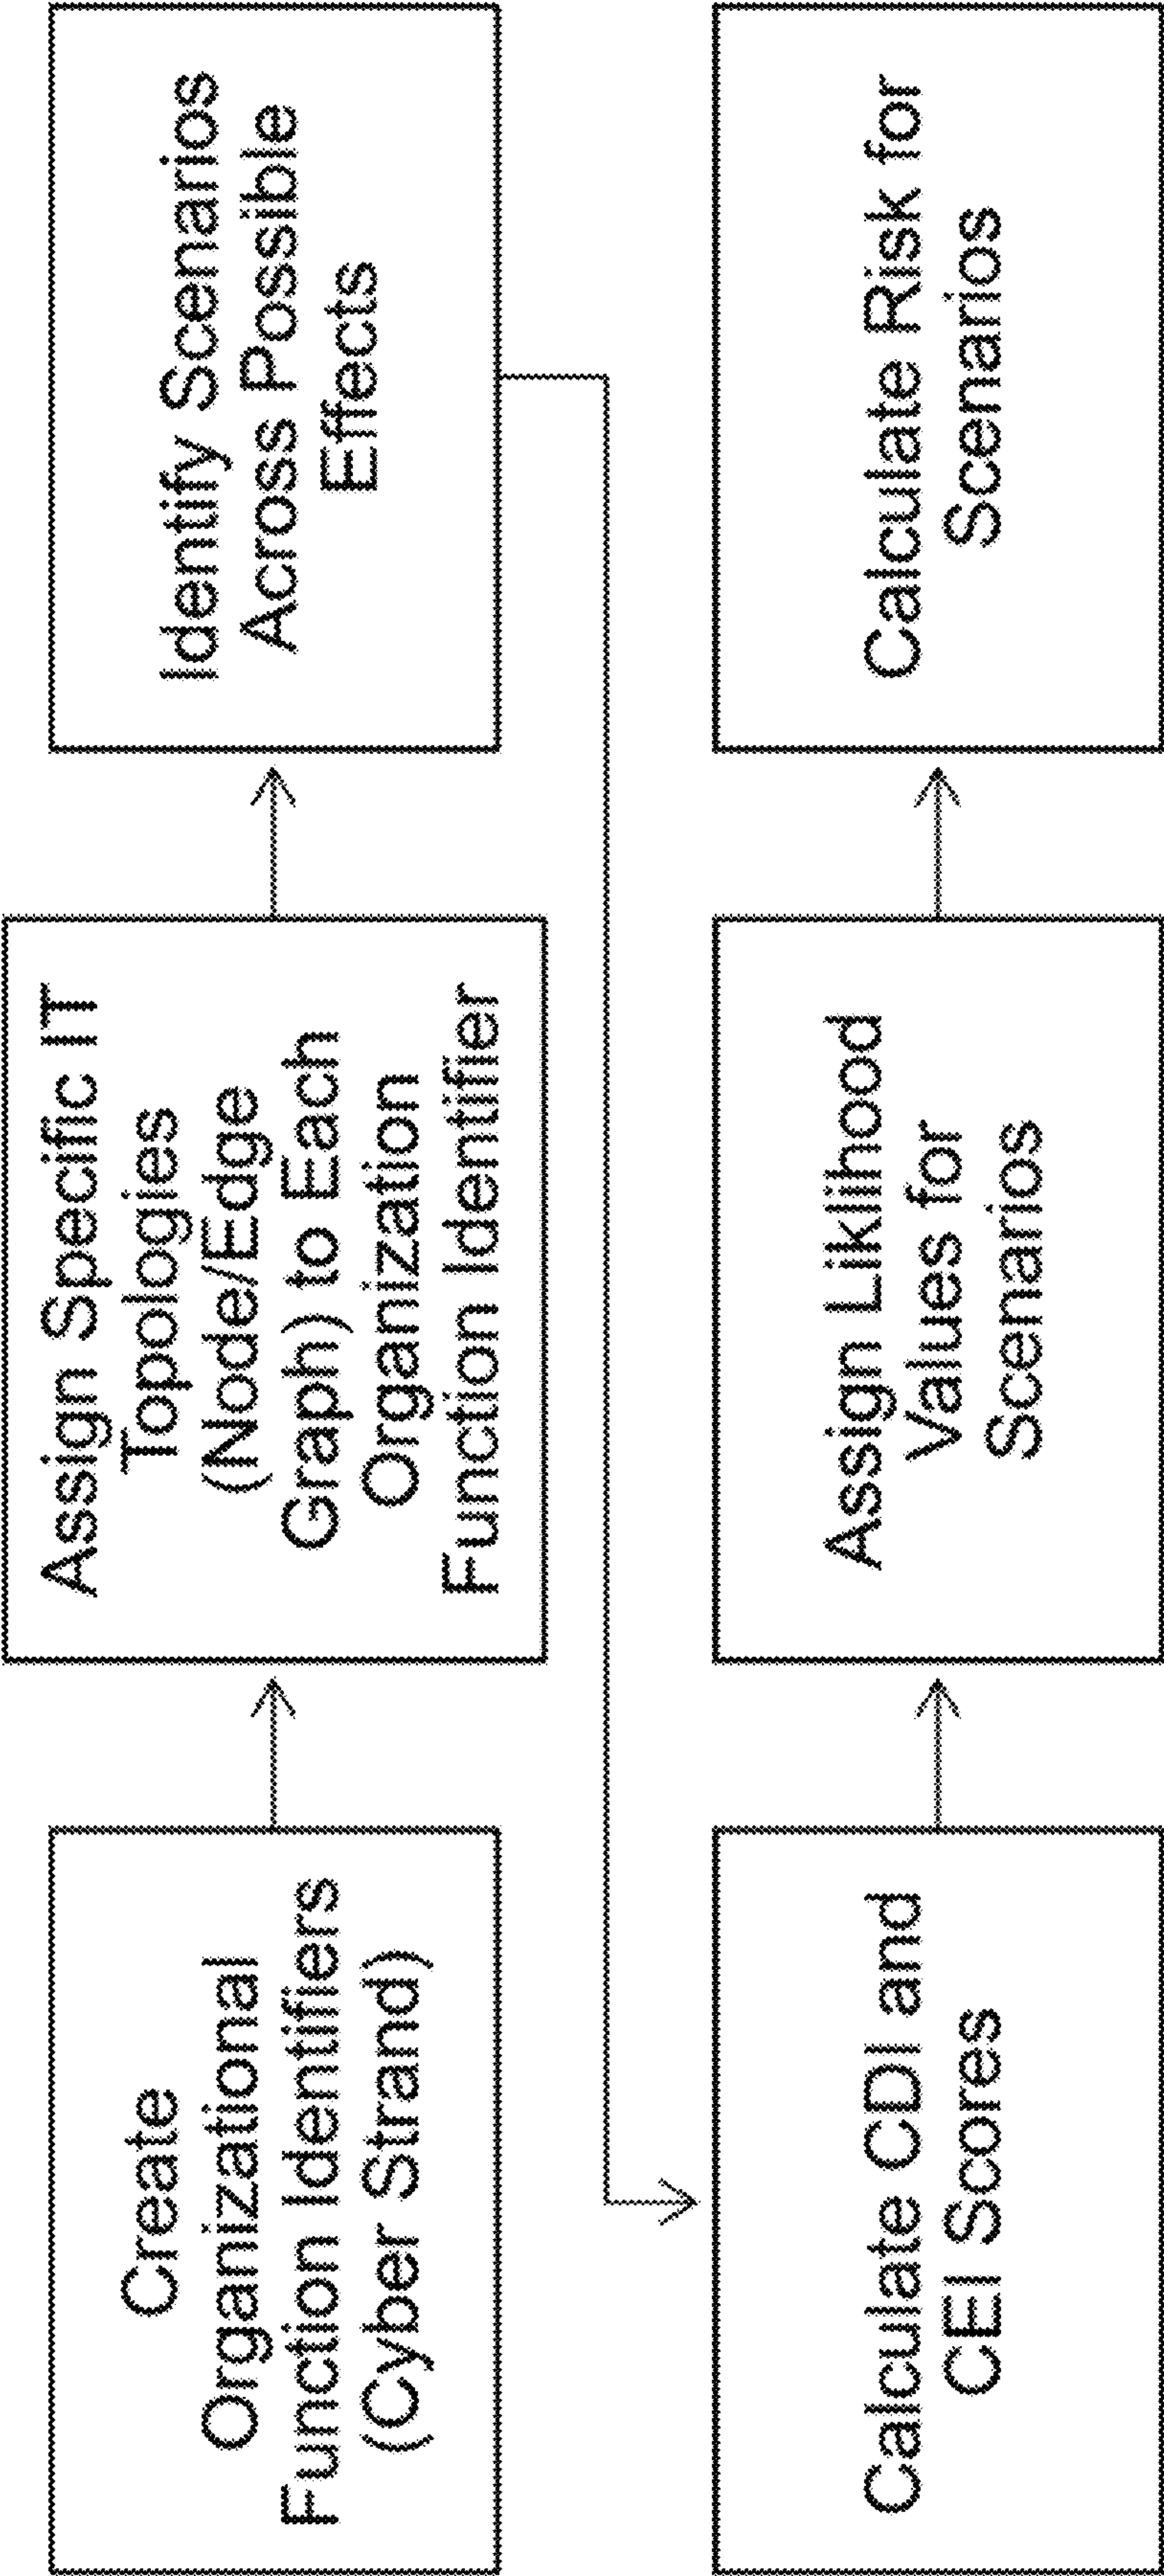 Create
Organizational
Function Identifiers
(Cyber Strand)
Assign Specific IT
Topologies
(Node/Edge
Graph) to Each
Organization
Function Identifier
Identify Scenarios
Across Possible
Effects
Calculate CDI and
CEI Scores
Assign Liklihood
Values for
Scenarios
Calculate Risk for
Scenarios